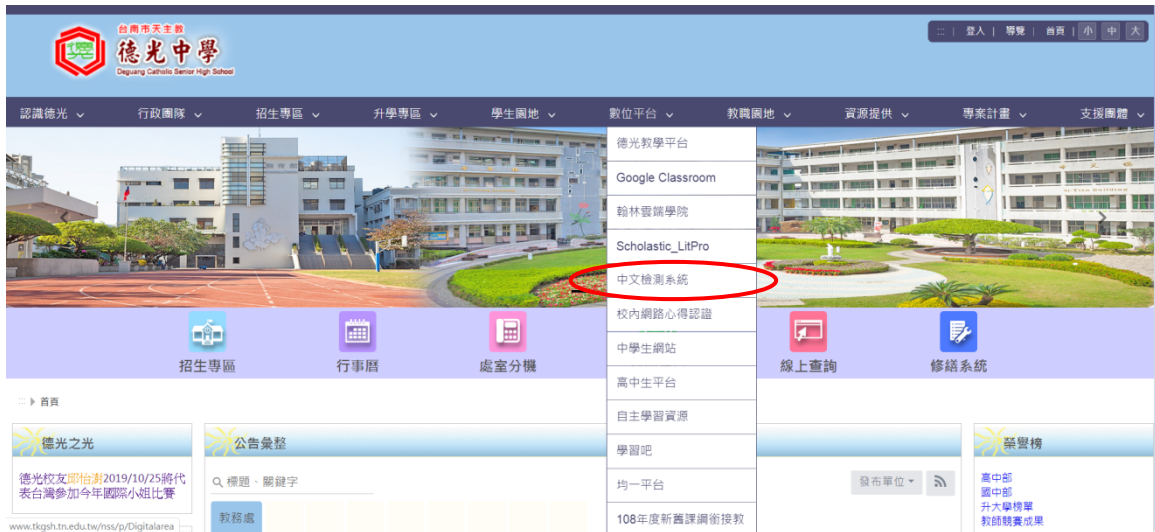 台南市天主教
德光中學
Deguang Catholic Senior High School
::: | 登入 | 導覽 | 首頁 | 小 中 大
認識德光 行政團隊 招生專區 升學專區 學生園地 數位平台 教職園地 資源提供 專案計畫 支援團體
德光教學平台
Google Classroom
翰林雲端學院
Scholastic_LitPro
中文檢測系統
校內網路心得認證
中學生網站
高中生平台
自主學習資源
學習吧
均一平台
108年度新舊課綱銜接教
招生專區 行事曆 處室分機 線上查詢 修繕系統
::: 首頁
德光之光
德光校友邱怡澍2019/10/25將代
表台灣參加今年國際小姐比賽
公告彙整
標題、關鍵字
發布單位
教務處
榮譽榜
高中部
國中部
升大學榜單
教師競賽成果
www.tkgsh.tn.edu.tw/nss/p/Digitalarea